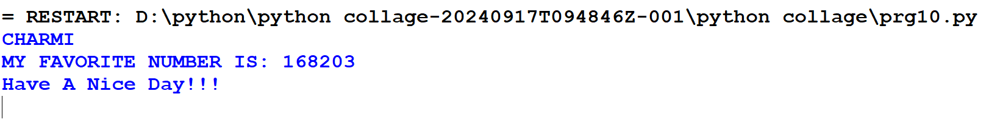 = RESTART: D:\python\python collage-20240917T094846Z-001\python collage\prg10.py
CHARMI
MY FAVORITE NUMBER IS: 168203
Have A Nice Day!!!